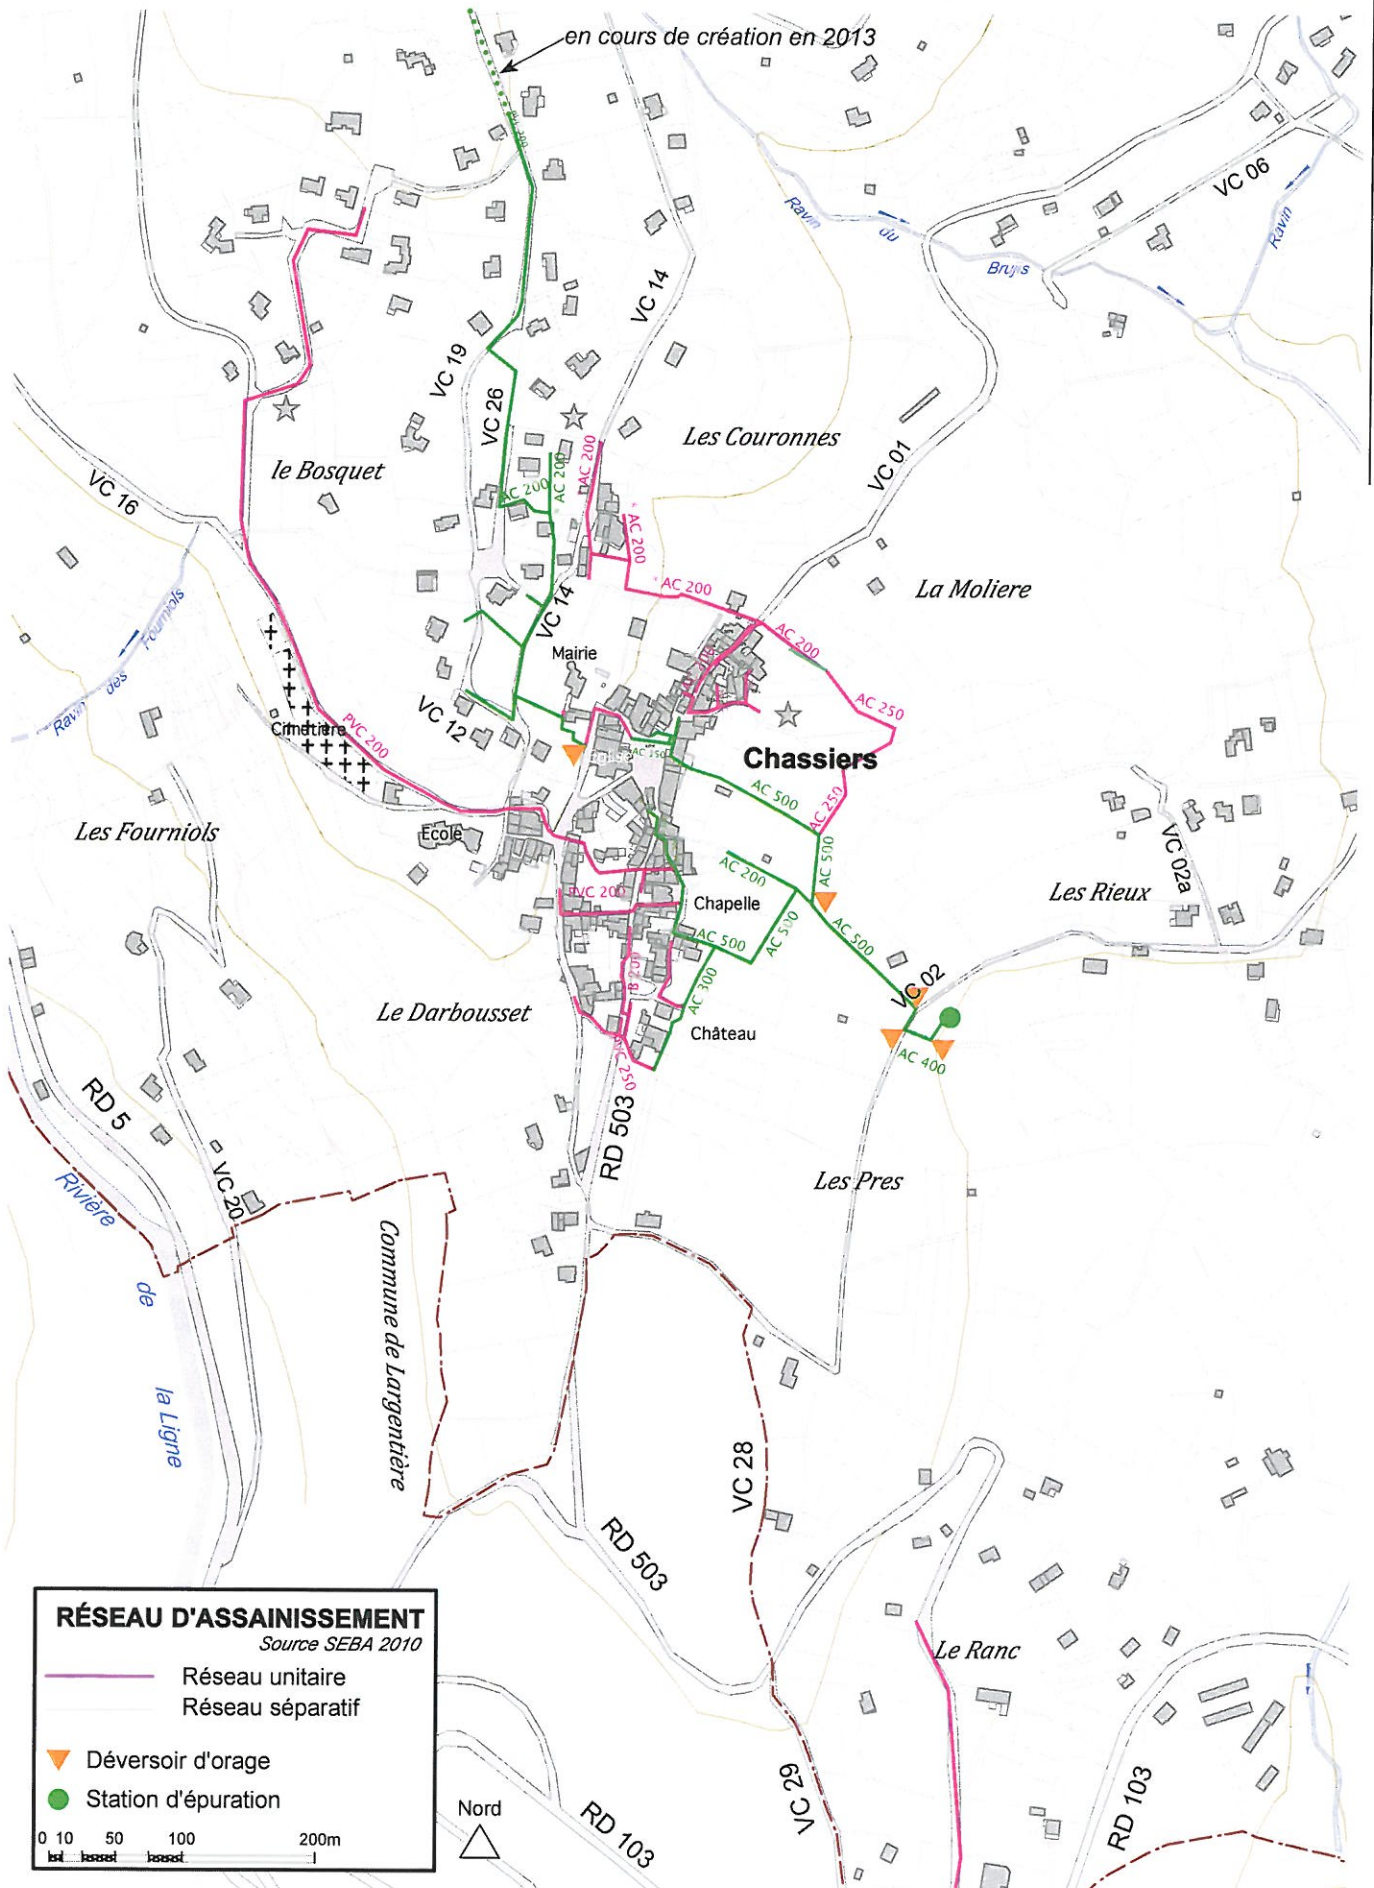 en cours de création en 2013
VC 06
Ravin
du
Brujas
Ravin
VC 14
VC 19
VC 26
AC 200
AC 200
AC 200
Les Couronnes
VC 01
le Bosquet
VC 16
AC 200
AC 200
La Moliere
Ravin des Fourniols
VC 14
AC 200
Mairie
VC 12
AC 250
Cimetière
PVC 200
AC 150
Eglise
Chassiers
AC 500
AC 250
Les Fourniols
Ecole
AC 500
VC 02a
AC 200
Les Rieux
PVC 200
Chapelle
AC 500
AC 500
AC 500
B 200
AC 300
VC 02
Le Darbousset
Château
AC 400
PVC 250
RD 5
RD 503
VC 20
Les Pres
Rivière
de
la Ligne
Commune de Largentière
VC 28
RD 503
Le Ranc
VC 29
RD 103
RD 103
RÉSEAU D'ASSAINISSEMENT
Source SEBA 2010
Réseau unitaire
Réseau séparatif
Déversoir d'orage
Station d'épuration
0 10 50 100 200m
Nord